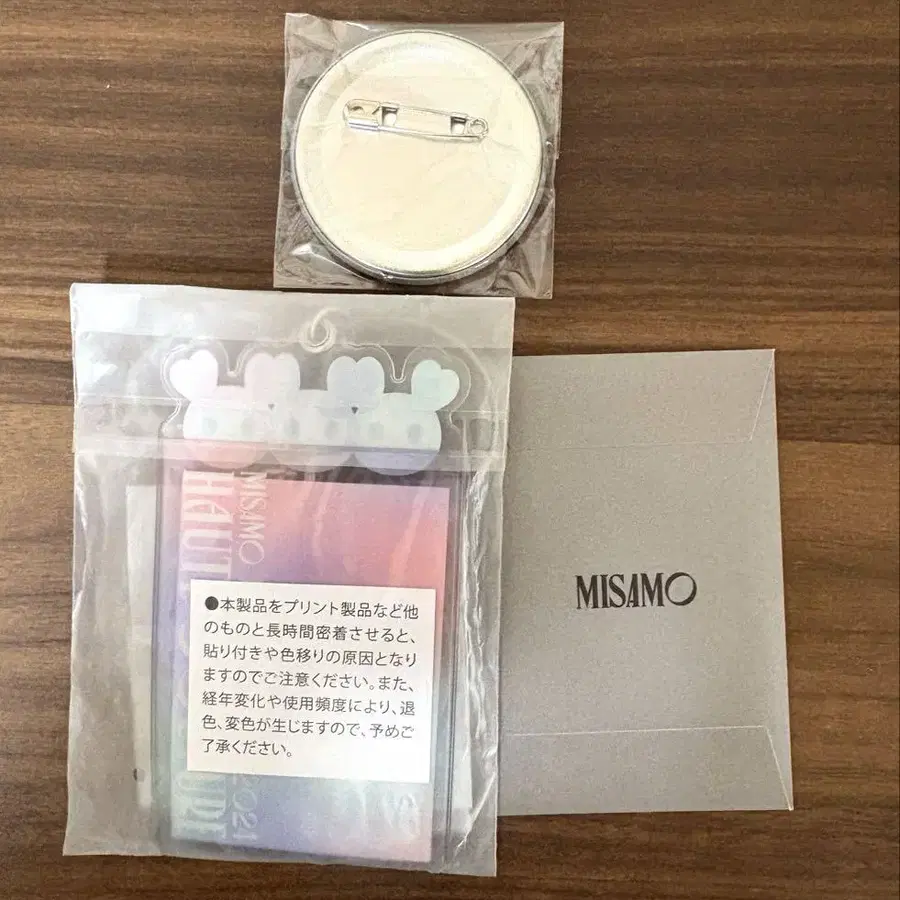 MISAMO
HAUT
●本製品をプリント製品など他
のものと長時間密着させると、
貼り付きや色移りの原因となり
ますのでご注意ください。また、
経年変化や使用頻度により、退
色、変色が生じますので、予めご
了承ください。
2021
MISAMO